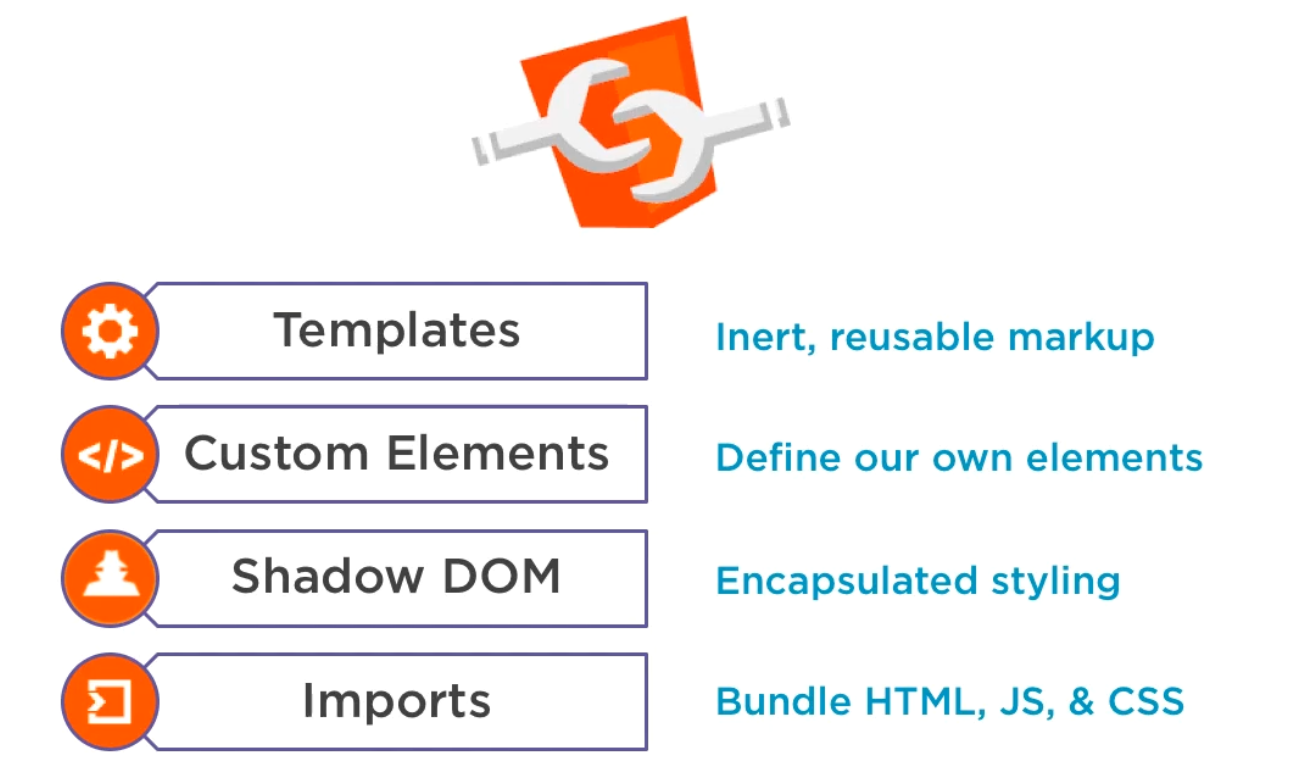 Templates
Inert, reusable markup
</> Custom Elements
Define our own elements
Shadow DOM
Encapsulated styling
Imports
Bundle HTML, JS, & CSS